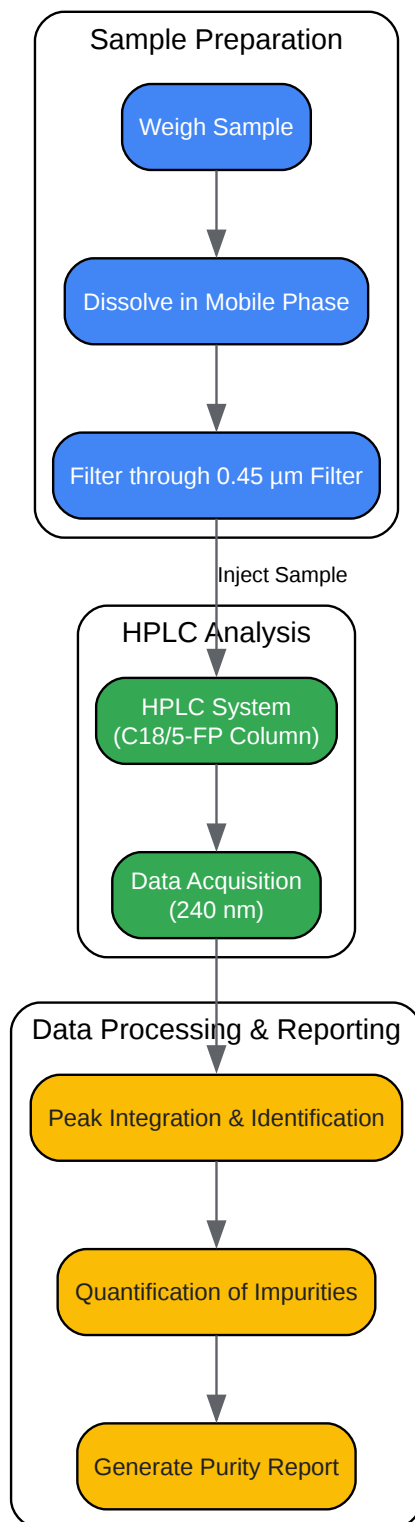 Sample Preparation
Weigh Sample
Dissolve in Mobile Phase
Filter through 0.45 µm Filter
Inject Sample
HPLC Analysis
HPLC System
(C18/5-FP Column)
Data Acquisition
(240 nm)
Data Processing & Reporting
Peak Integration & Identification
Quantification of Impurities
Generate Purity Report